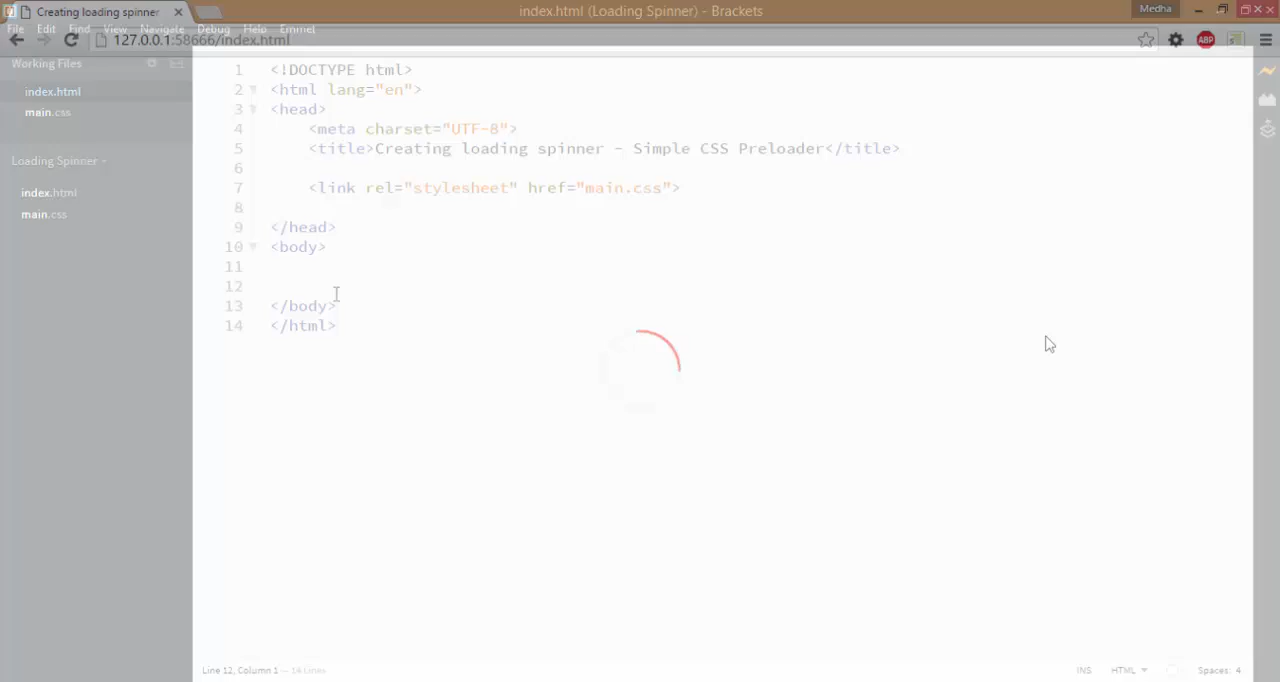 Creating loading spinner
index.html (Loading Spinner) - Brackets
Medha
File Edit Find View Navigate Debug Help Emmet
127.0.0.1:58666/index.html
ABP
Working Files
index.html
main.css
Loading Spinner
index.html
main.css
1 <!DOCTYPE html>
2 <html lang="en">
3 <head>
4 <meta charset="UTF-8">
5 <title>Creating loading spinner - Simple CSS Preloader</title>
6
7 <link rel="stylesheet" href="main.css">
8
9 </head>
10 <body>
11
12
13 </body>
14 </html>
Line 12, Column 1 — 14 Lines
INS HTML Spaces: 4